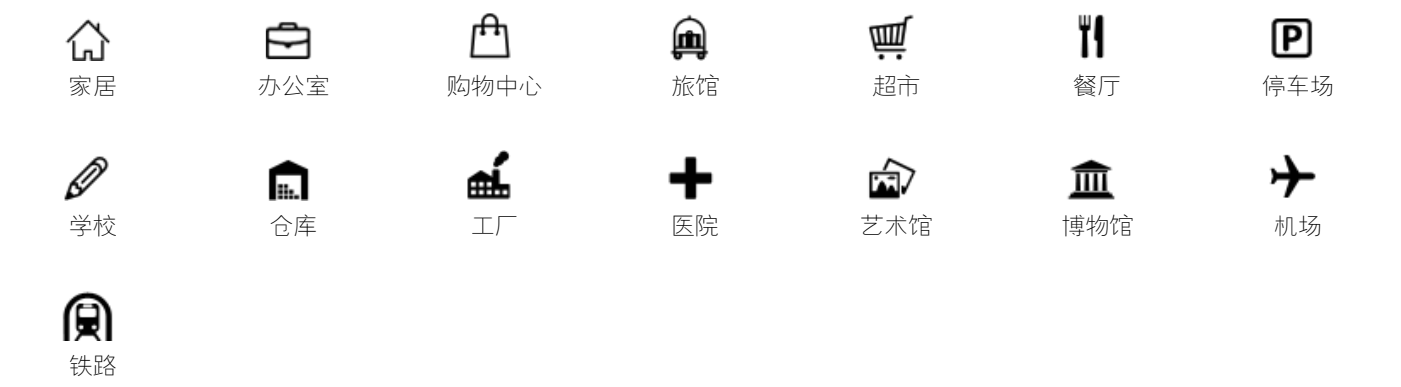 家居 办公室 购物中心 旅馆 超市 餐厅 P 停车场
学校 仓库 工厂 医院 艺术馆 博物馆 机场
铁路